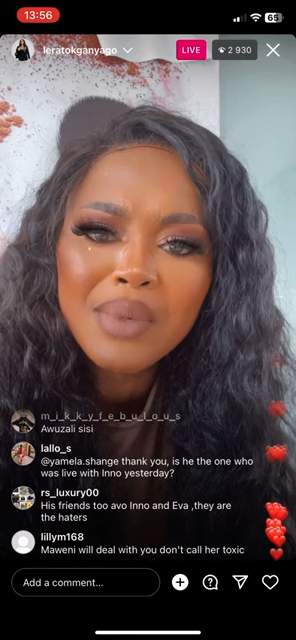 13:56
65
leratokganyago
LIVE
2 930
m_i_k_k_y_f_e_b_u_l_o_u_s
Awuzali sisi
lallo_s
@yamela.shange thank you, is he the one who
was live with Inno yesterday?
rs_luxury00
His friends too avo Inno and Eva ,they are
the haters
lillym168
Maweni will deal with you don't call her toxic
Add a comment...